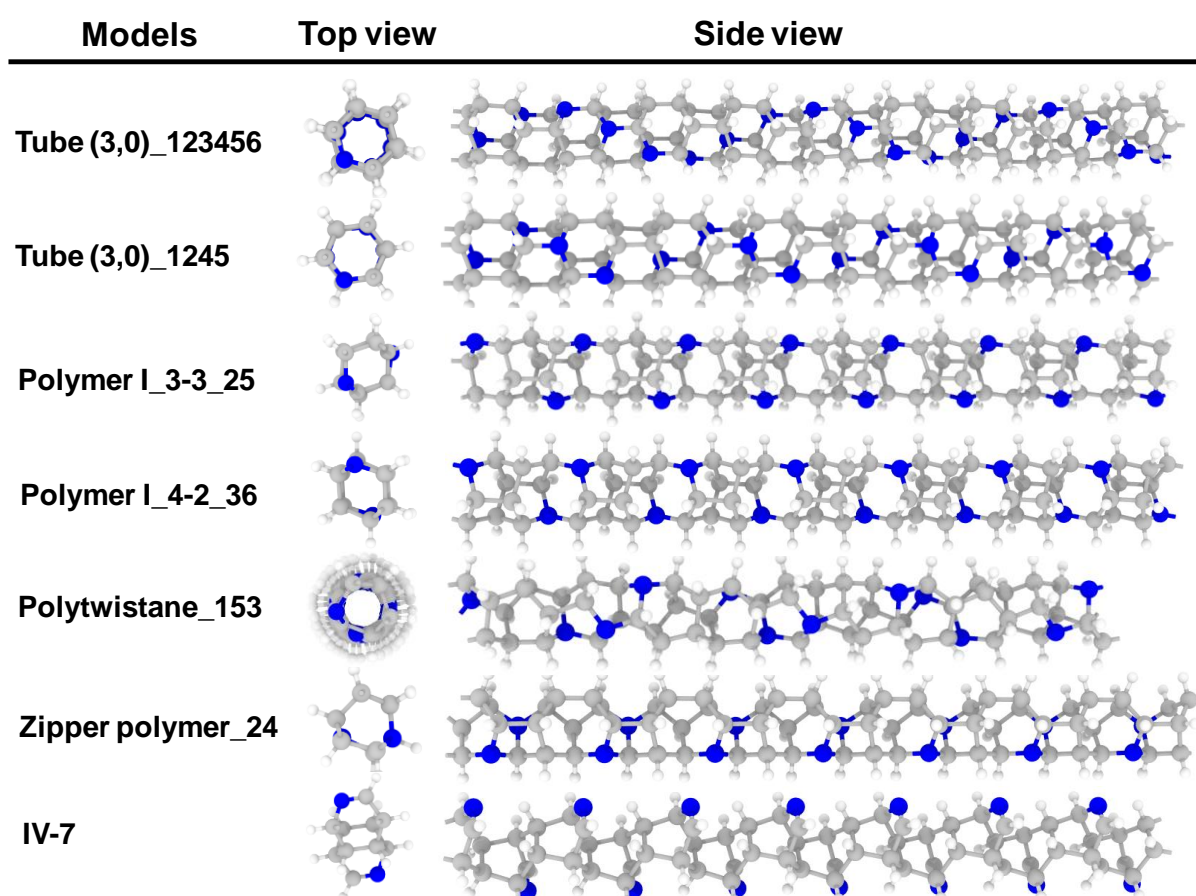 Models Top view Side view
Tube (3,0)_123456
Tube (3,0)_1245
Polymer I_3-3_25
Polymer I_4-2_36
Polytwistane_153
Zipper polymer_24
IV-7